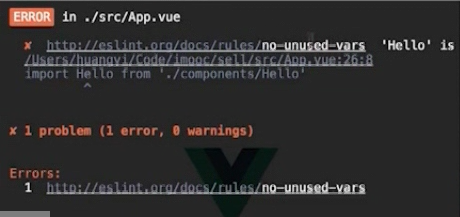 ERROR in ./src/App.vue
✘ http://eslint.org/docs/rules/no-unused-vars 'Hello' is
/Users/huangyi/Code/imooc/sell/src/App.vue:26:8
import Hello from './components/Hello'
^
✘ 1 problem (1 error, 0 warnings)
Errors:
1 http://eslint.org/docs/rules/no-unused-vars